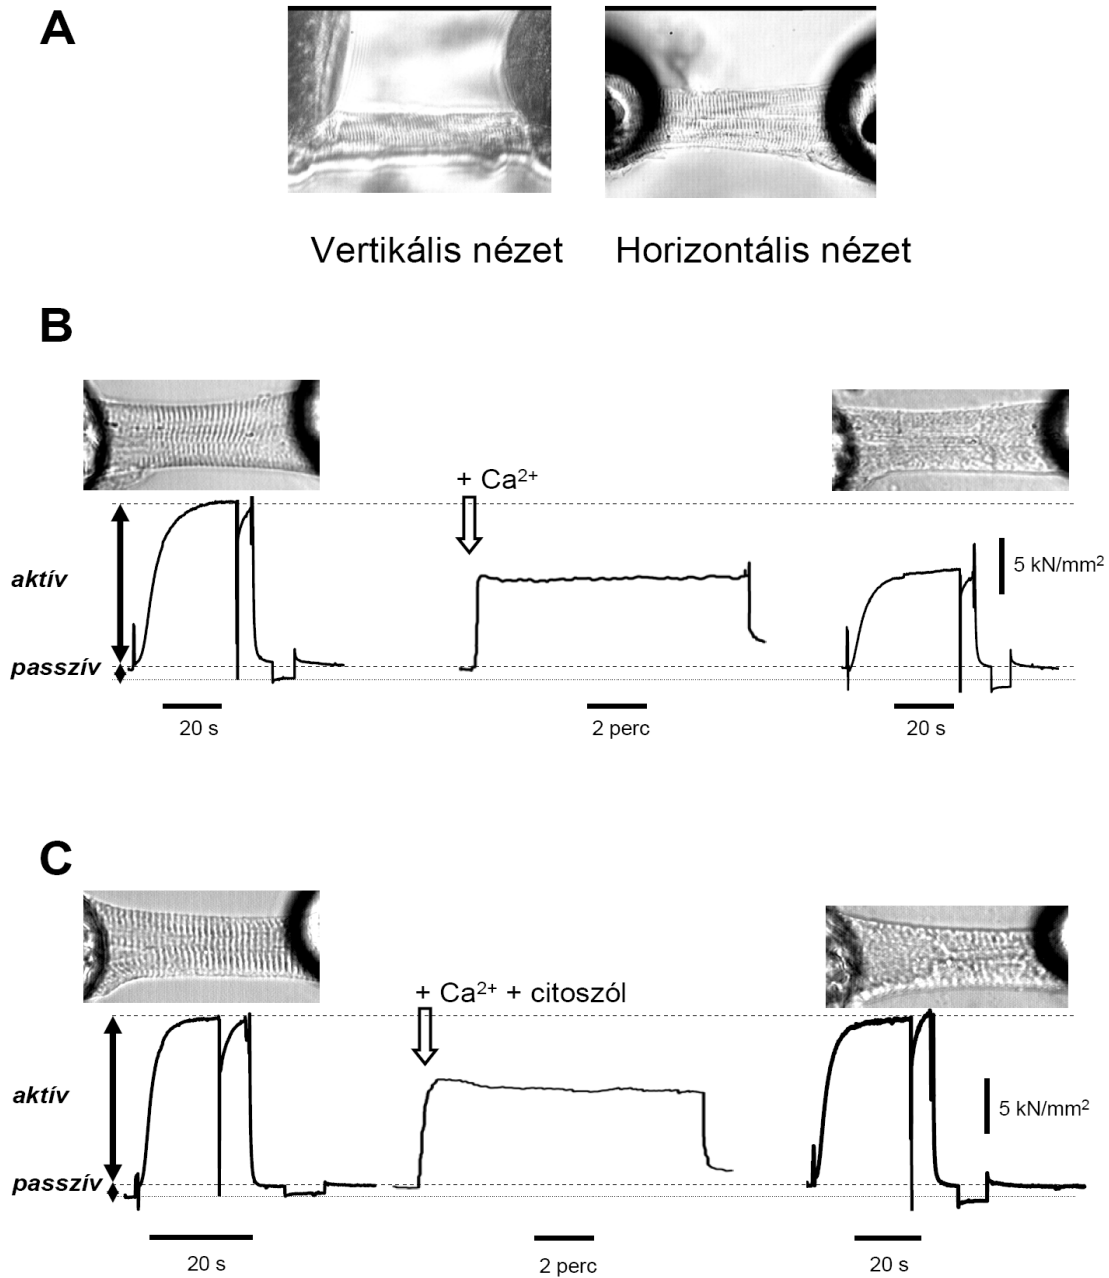 A
Vertikális nézet
Horizontális nézet
B
+ Ca²⁺
aktív
5 kN/mm²
passzív
20 s
2 perc
20 s
C
+ Ca²⁺ + citoszól
aktív
5 kN/mm²
passzív
20 s
2 perc
20 s